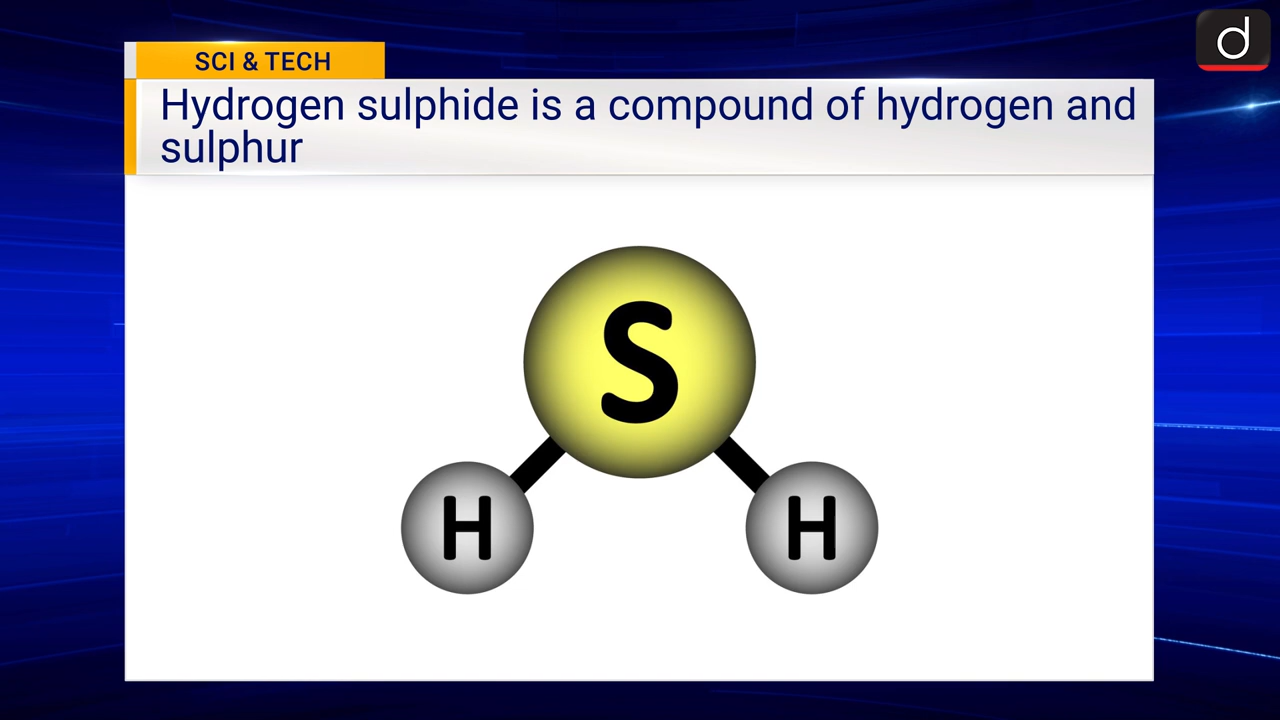 d
SCI & TECH
Hydrogen sulphide is a compound of hydrogen and
sulphur
S
H
H